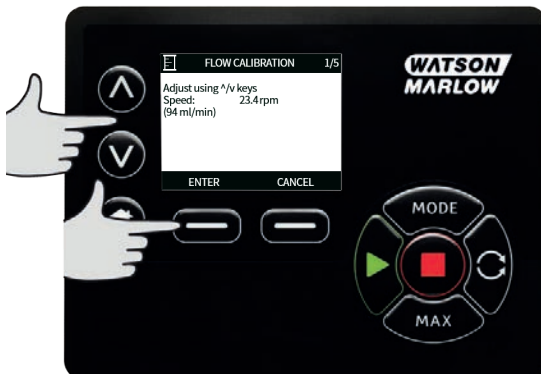 FLOW CALIBRATION 1/5
Adjust using ^/v keys
Speed: 23.4 rpm
(94 ml/min)
ENTER CANCEL
WATSON
MARLOW
MODE
MAX